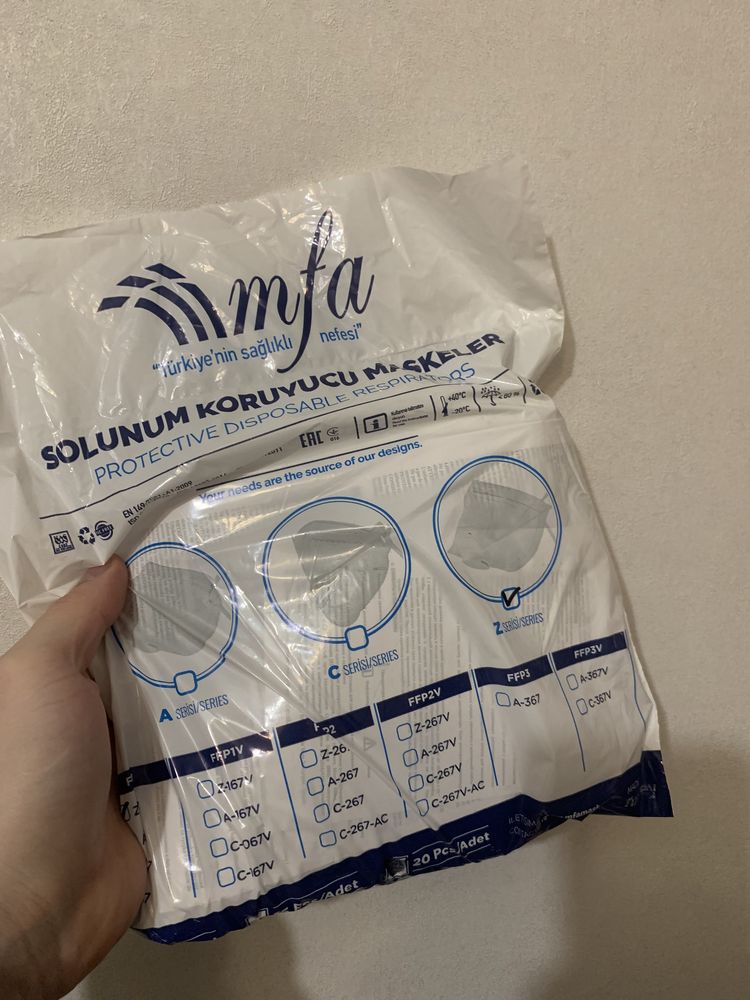 mfa
"Türkiye'nin sağlıklı nefesi"
SOLUNUM KORUYUCU MASKELER
PROTECTIVE DISPOSABLE RESPIRATORS
EAC
+40°C
-20°C
Your needs are the source of our designs.
A SERİSİ/SERIES
C SERİSİ/SERIES
Z SERİSİ/SERIES
FFP1V
Z-167V
A-167V
C-067V
C-167V
A-267
C-267
C-267-AC
FFP2V
Z-267V
A-267V
C-267V
C-267V-AC
FFP3
A-367
FFP3V
A-367V
C-367V
20 Pcs/Adet